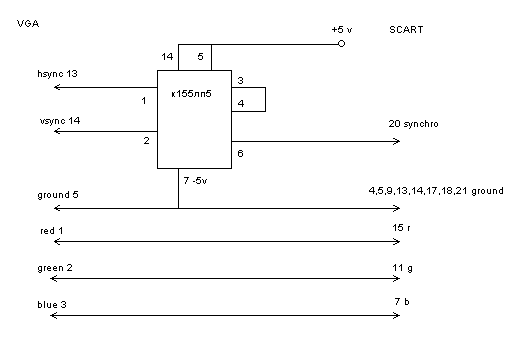 VGA
+5 v
SCART
14
5
hsync 13
3
к155лп5
1
4
vsync 14
20 synchro
2
6
7 -5v
ground 5
4,5,9,13,14,17,18,21 ground
red 1
15 r
green 2
11 g
blue 3
7 b